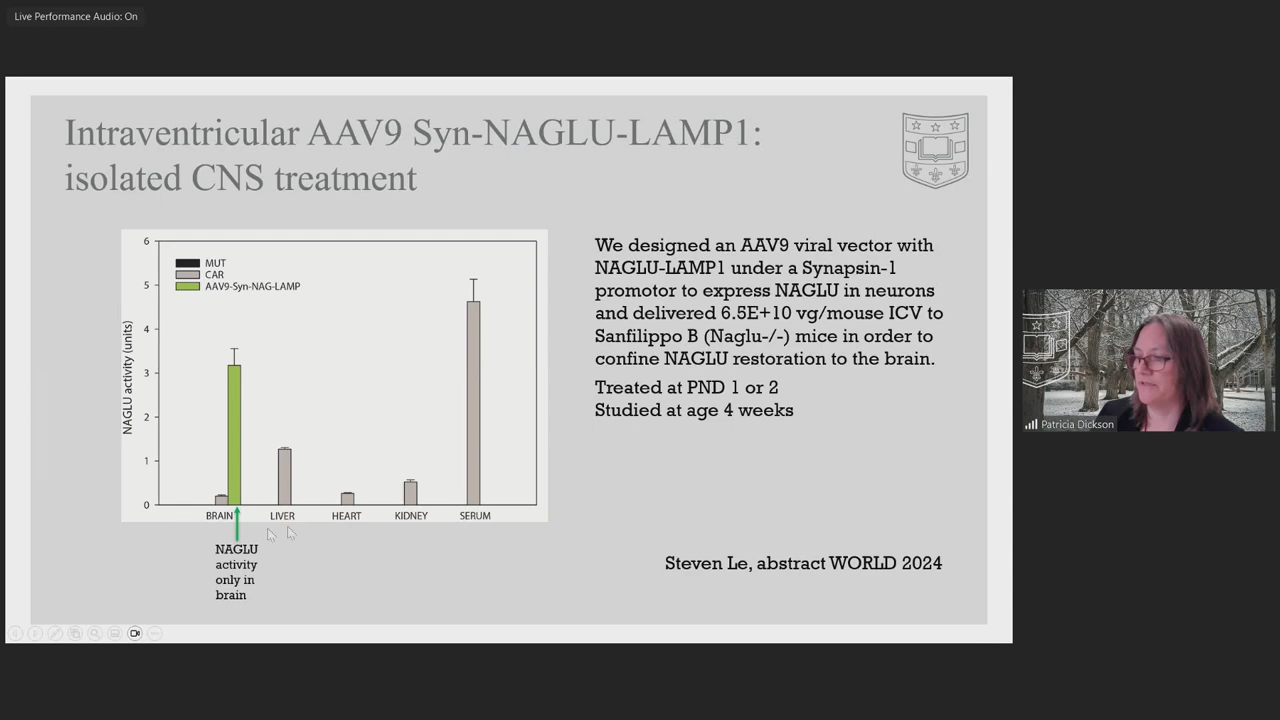 Live Performance Audio: On
Intraventricular AAV9 Syn-NAGLU-LAMP1:
isolated CNS treatment
6
5
4
3
2
1
0
NAGLU activity (units)
MUT
CAR
AAV9-Syn-NAG-LAMP
BRAIN
LIVER
HEART
KIDNEY
SERUM
NAGLU
activity
only in
brain
We designed an AAV9 viral vector with
NAGLU-LAMP1 under a Synapsin-1
promotor to express NAGLU in neurons
and delivered 6.5E+10 vg/mouse ICV to
Sanfilippo B (Naglu-/-) mice in order to
confine NAGLU restoration to the brain.
Treated at PND 1 or 2
Studied at age 4 weeks
Steven Le, abstract WORLD 2024
Patricia Dickson